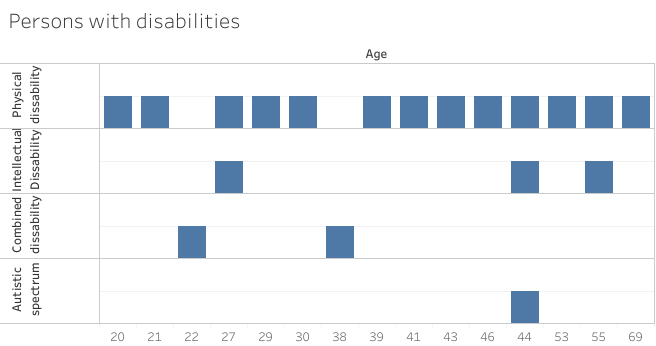 Persons with disabilities
Age
Physical
dissability
Intellectual
Dissability
Combined
dissability
Autistic
spectrum
20 21 22 27 29 30 38 39 41 43 46 44 53 55 69